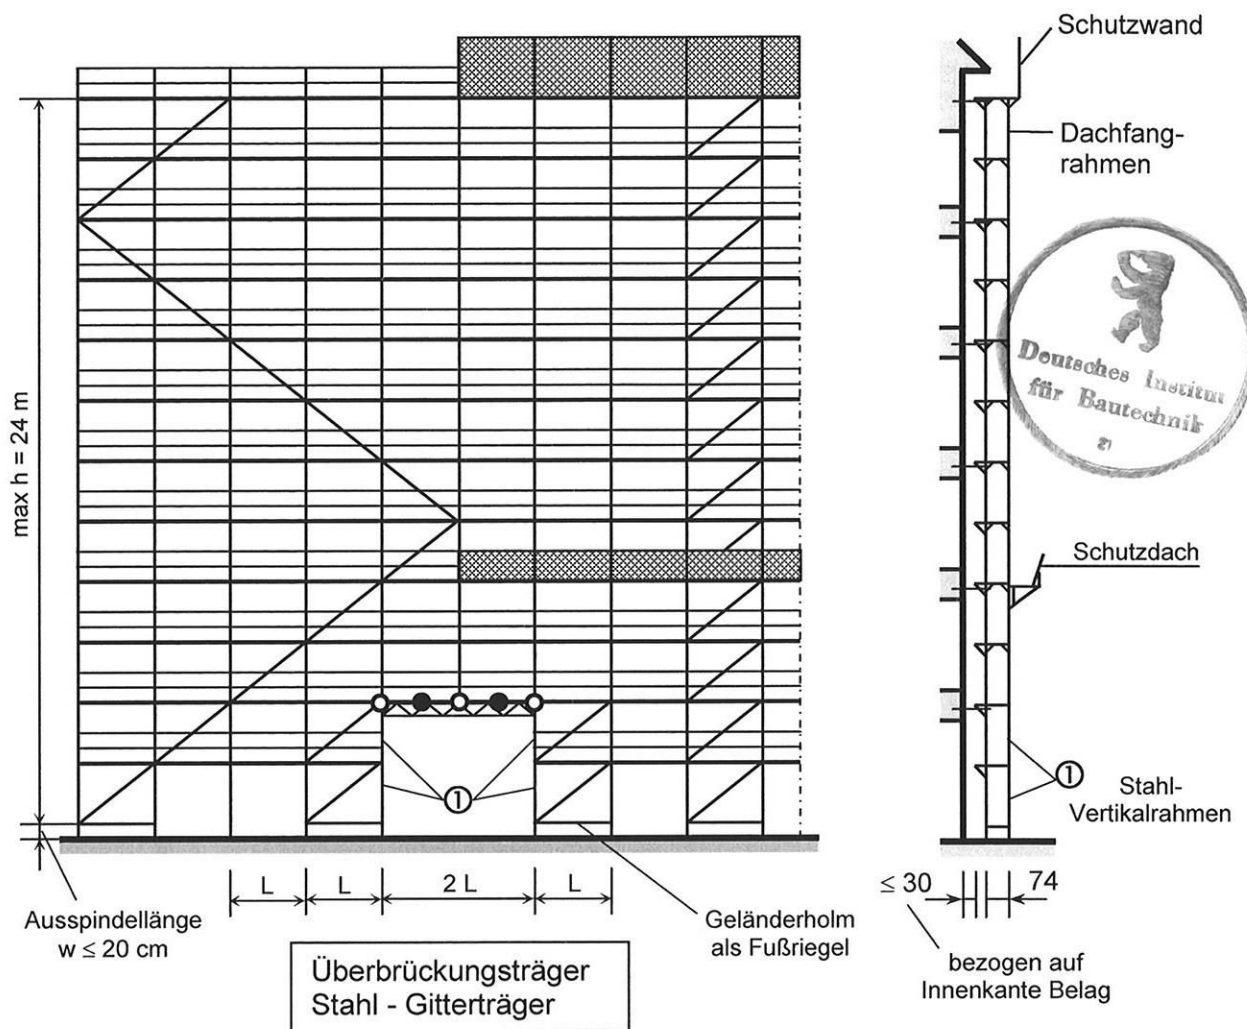 Schutzwand
Dachfang-
rahmen
Deutsches Institut
für Bautechnik
max h = 24 m
Schutzdach
①
①
Stahl-
Vertikalrahmen
L
L
2 L
L
≤ 30
74
Ausspindellänge
w ≤ 20 cm
Geländerholm
als Fußriegel
bezogen auf
Innenkante Belag
Überbrückungsträger
Stahl - Gitterträger